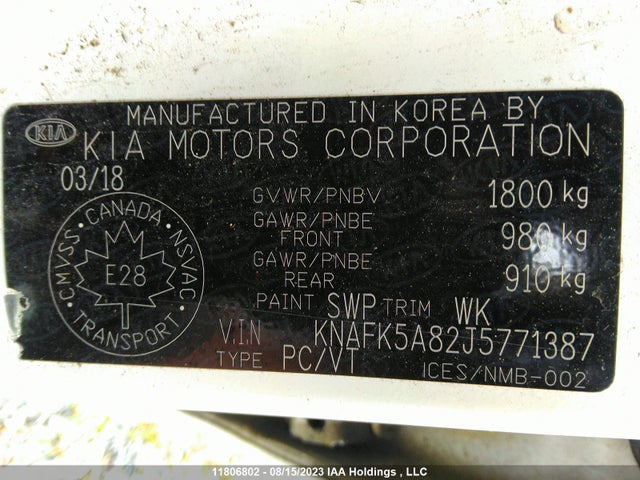 MANUFACTURED IN KOREA BY
KIA KIA MOTORS CORPORATION
03/18
GVWR/PNBV 1800 kg
GAWR/PNBE FRONT 980 kg
GAWR/PNBE REAR 910 kg
CANADA
CMVSS NSVAC
E28
TRANSPORT
PAINT SWP TRIM WK
V.I.N KNAFK5A82J5771387
TYPE PC/VT
ICES/NMB-002
11806802 - 08/15/2023 IAA Holdings , LLC